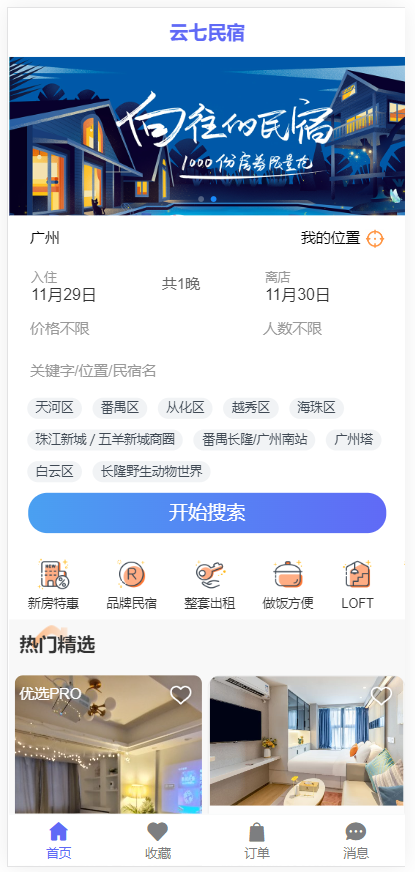 云七民宿
向往的民宿
1000份房券限量抢
广州 我的位置
入住 共1晚 离店
11月29日 11月30日
价格不限 人数不限
关键字/位置/民宿名
天河区 番禺区 从化区 越秀区 海珠区
珠江新城 / 五羊新城商圈 番禺长隆/广州南站 广州塔
白云区 长隆野生动物世界
开始搜索
R
新房特惠 品牌民宿 整套出租 做饭方便 LOFT
热门精选
优选PRO
首页 收藏 订单 消息